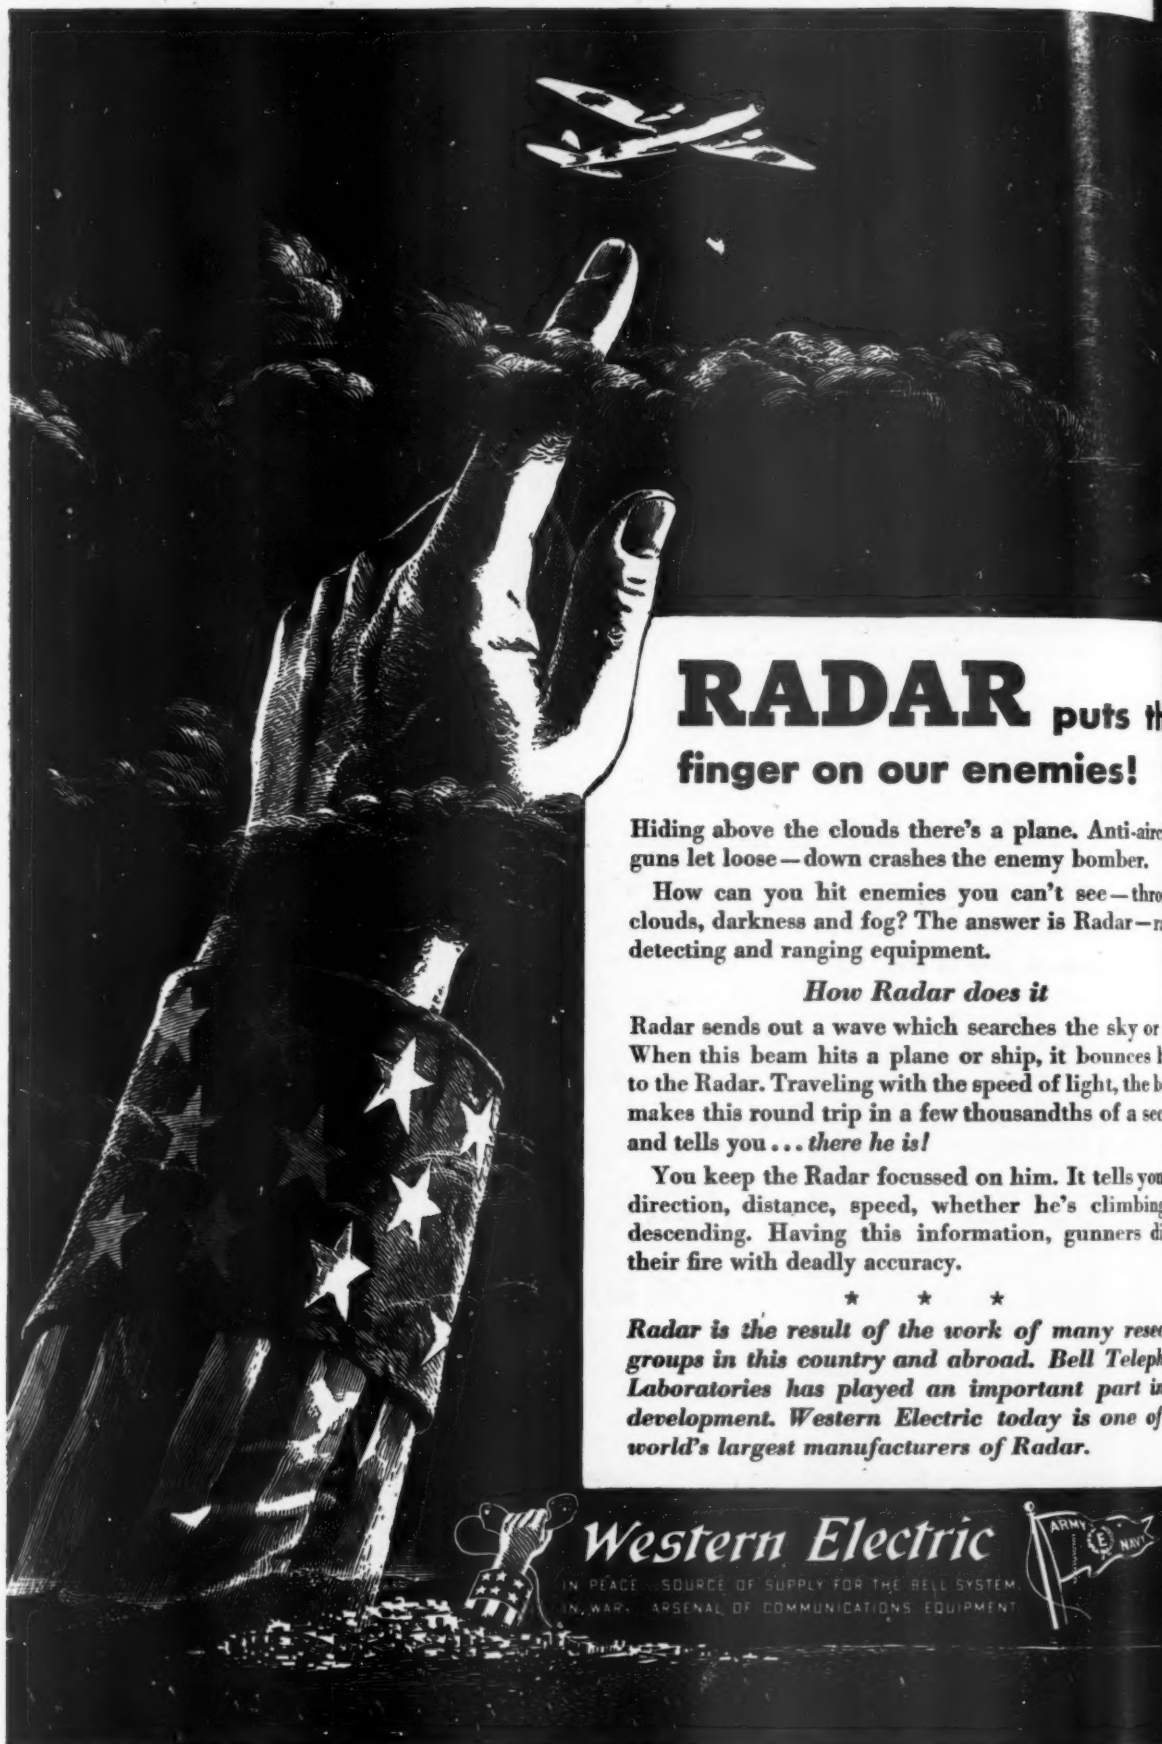 RADAR puts th
finger on our enemies!
Hiding above the clouds there's a plane. Anti-airc
guns let loose—down crashes the enemy bomber.
How can you hit enemies you can't see—thro
clouds, darkness and fog? The answer is Radar—r
detecting and ranging equipment.
How Radar does it
Radar sends out a wave which searches the sky or
When this beam hits a plane or ship, it bounces b
to the Radar. Traveling with the speed of light, the b
makes this round trip in a few thousandths of a sec
and tells you... there he is!
You keep the Radar focussed on him. It tells you
direction, distance, speed, whether he's climbing
descending. Having this information, gunners di
their fire with deadly accuracy.
★ ★ ★
Radar is the result of the work of many resea
groups in this country and abroad. Bell Teleph
Laboratories has played an important part in
development. Western Electric today is one of
world's largest manufacturers of Radar.
Western Electric
IN PEACE...SOURCE OF SUPPLY FOR THE BELL SYSTEM.
IN WAR...ARSENAL OF COMMUNICATIONS EQUIPMENT
ARMY E NAVY